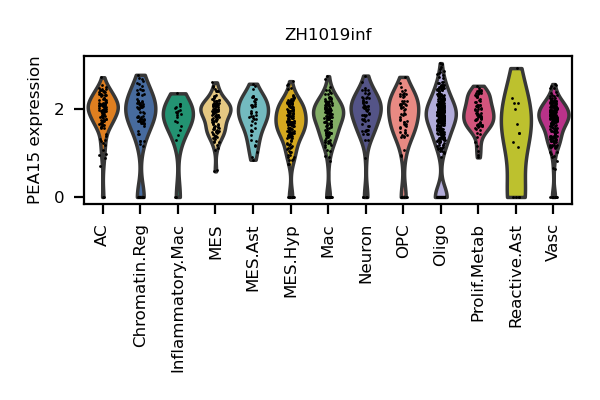 ZH1019inf
PEA15 expression
2
0
AC
Chromatin.Reg
Inflammatory.Mac
MES
MES.Ast
MES.Hyp
Mac
Neuron
OPC
Oligo
Prolif.Metab
Reactive.Ast
Vasc